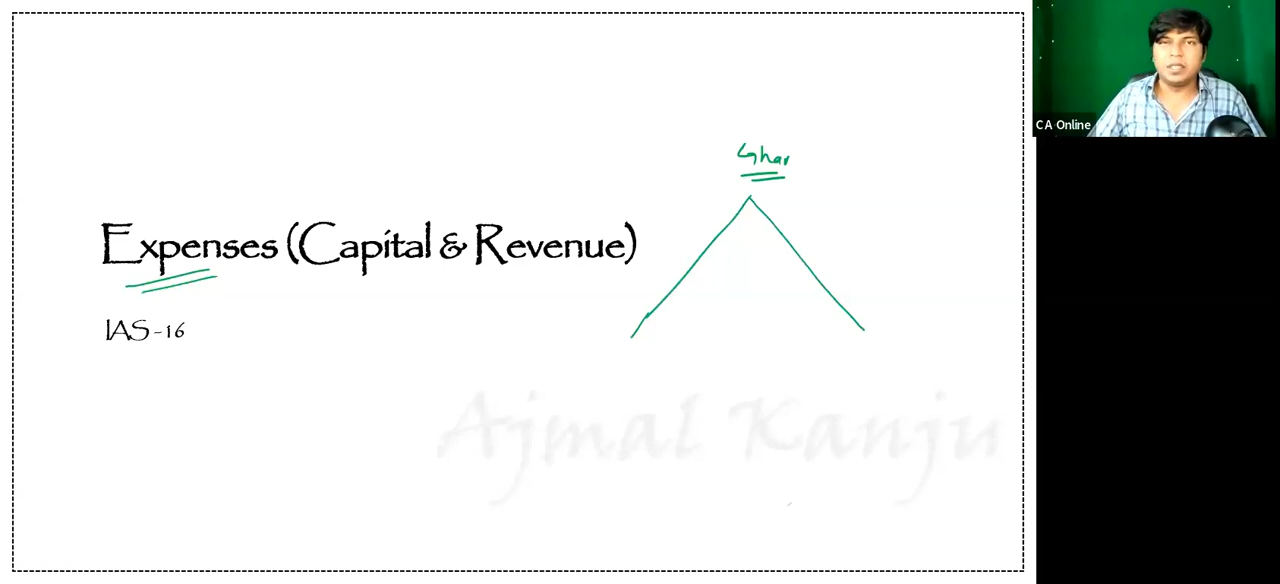 Ghar
Expenses (Capital & Revenue)
IAS -16
Ajmal Kanju
CA Online